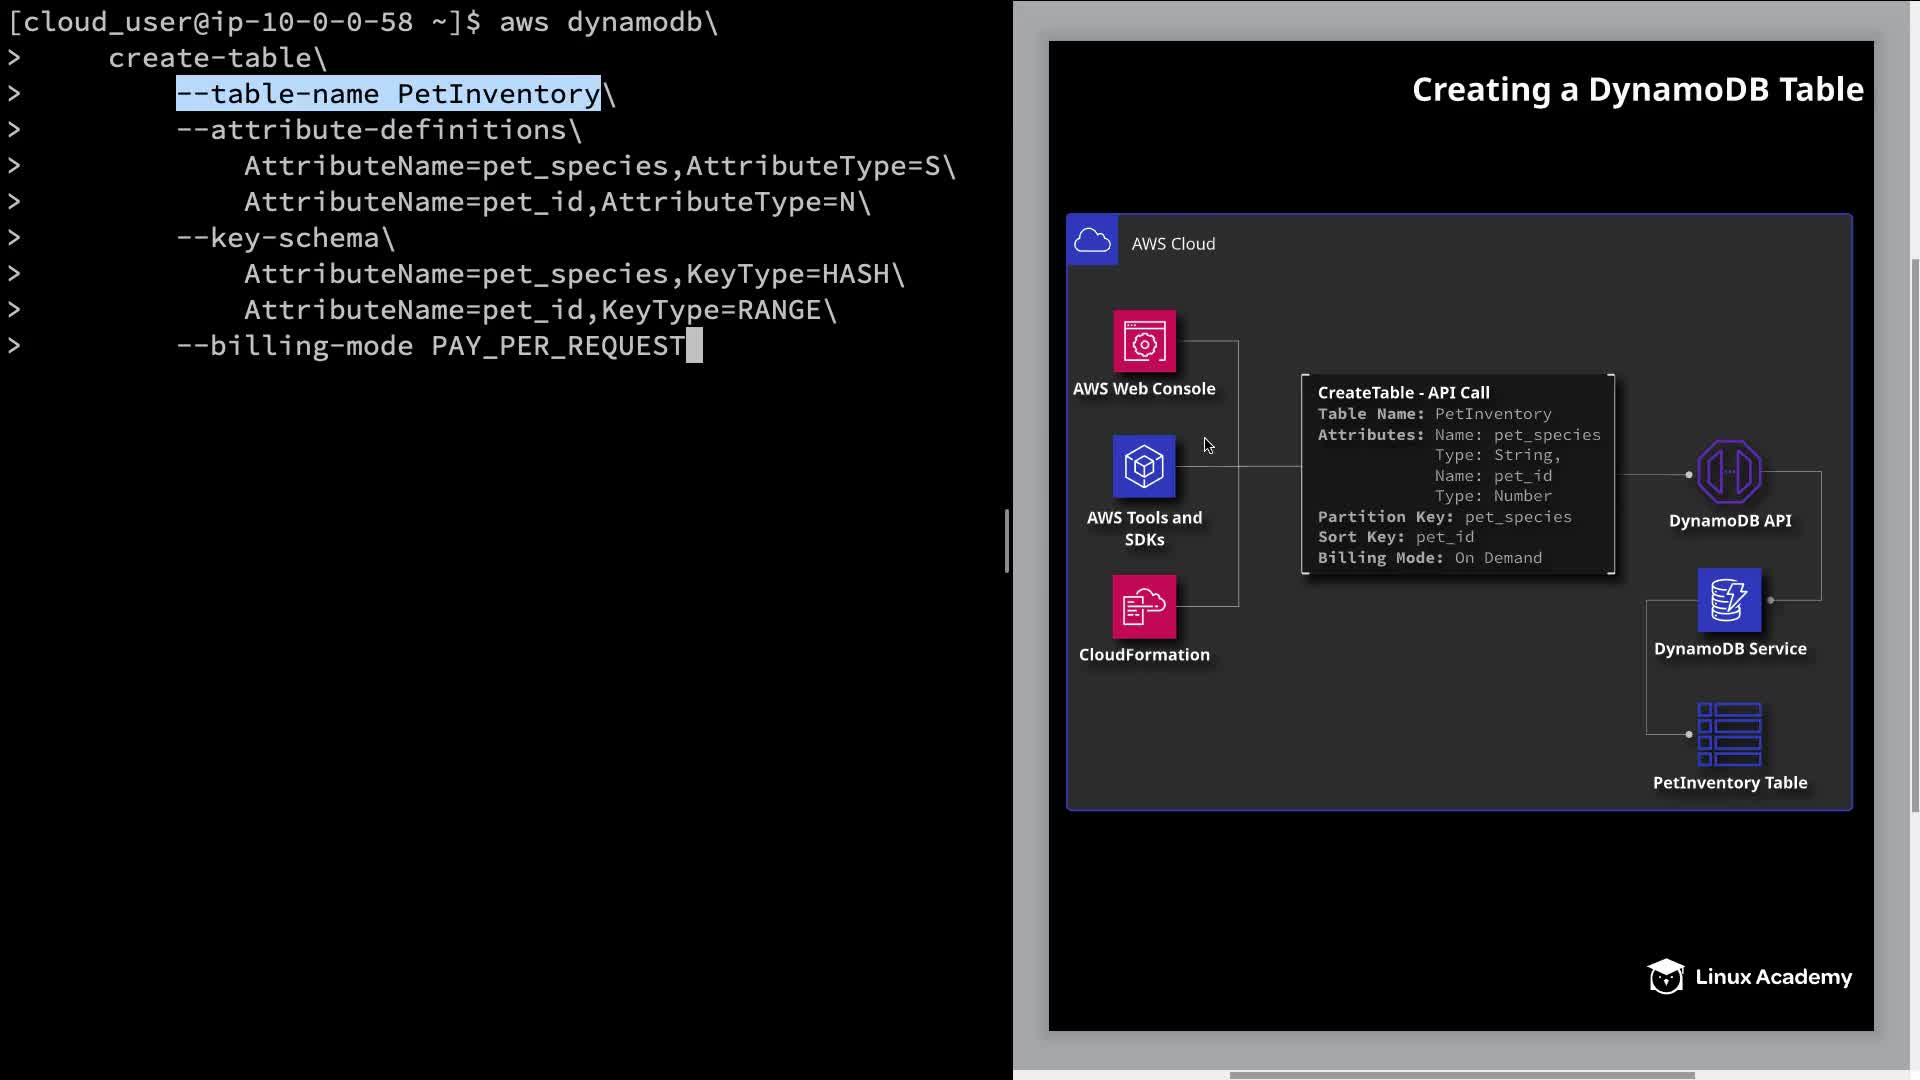 [cloud_user@ip-10-0-0-58 ~]$ aws dynamodb\
>     create-table\
>         --table-name PetInventory\
>         --attribute-definitions\
>             AttributeName=pet_species,AttributeType=S\
>             AttributeName=pet_id,AttributeType=N\
>         --key-schema\
>             AttributeName=pet_species,KeyType=HASH\
>             AttributeName=pet_id,KeyType=RANGE\
>         --billing-mode PAY_PER_REQUEST
Creating a DynamoDB Table
AWS Cloud
AWS Web Console
AWS Tools and
SDKs
CloudFormation
CreateTable - API Call
Table Name: PetInventory
Attributes: Name: pet_species
Type: String,
Name: pet_id
Type: Number
Partition Key: pet_species
Sort Key: pet_id
Billing Mode: On Demand
DynamoDB API
DynamoDB Service
PetInventory Table
Linux Academy